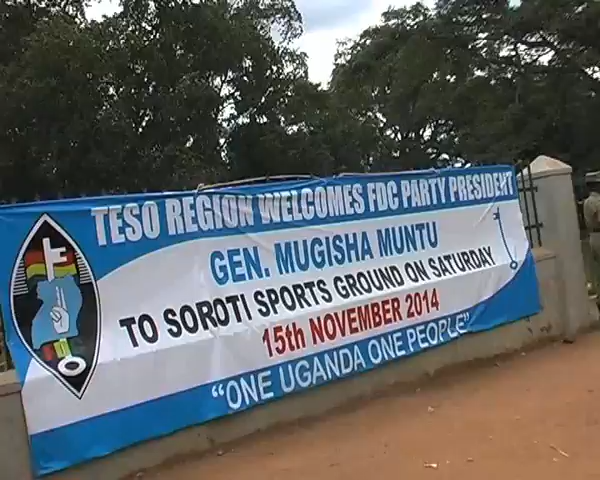 TESO REGION WELCOMES FDC PARTY PRESIDENT
GEN. MUGISHA MUNTU
TO SOROTI SPORTS GROUND ON SATURDAY
15th NOVEMBER 2014
“ONE UGANDA ONE PEOPLE”